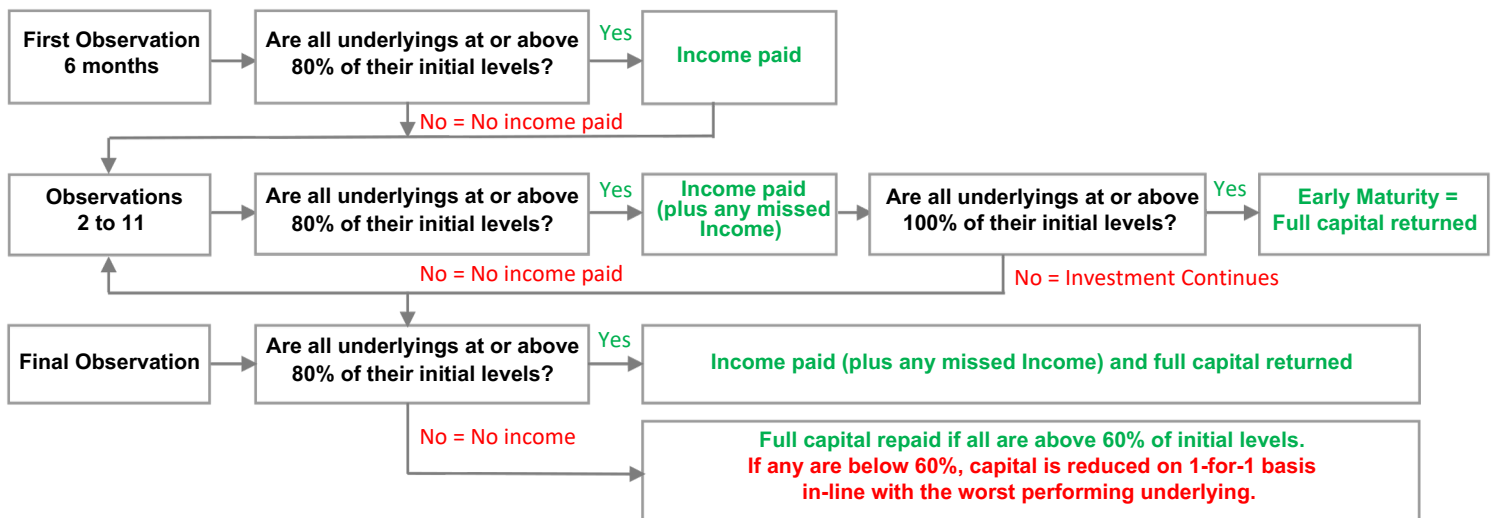 First Observation
6 months
Are all underlyings at or above
80% of their initial levels?
Yes
Income paid
No = No income paid
Observations
2 to 11
Are all underlyings at or above
80% of their initial levels?
Yes
Income paid
(plus any missed
Income)
Are all underlyings at or above
100% of their initial levels?
Yes
Early Maturity =
Full capital returned
No = No income paid
No = Investment Continues
Final Observation
Are all underlyings at or above
80% of their initial levels?
Yes
Income paid (plus any missed Income) and full capital returned
No = No income
Full capital repaid if all are above 60% of initial levels.
If any are below 60%, capital is reduced on 1-for-1 basis
in-line with the worst performing underlying.